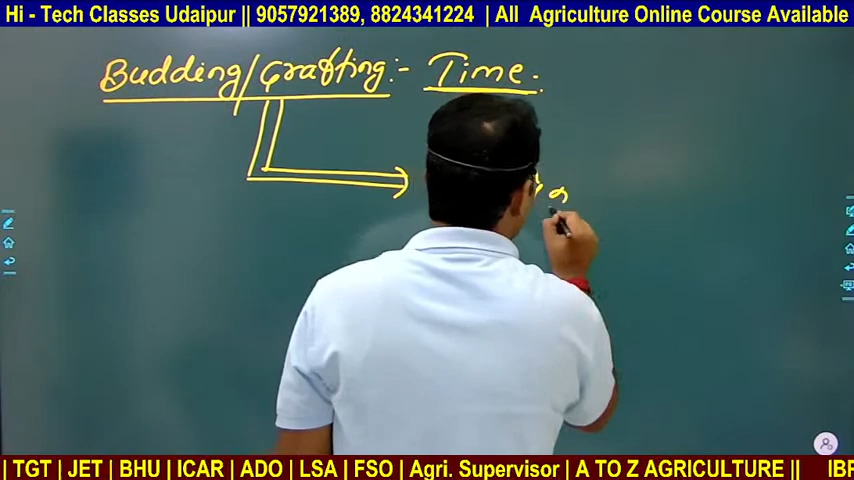 Hi - Tech Classes Udaipur || 9057921389, 8824341224 | All Agriculture Online Course Available
Budding/Grafting:- Time.
| TGT | JET | BHU | ICAR | ADO | LSA | FSO | Agri. Supervisor | A TO Z AGRICULTURE ||